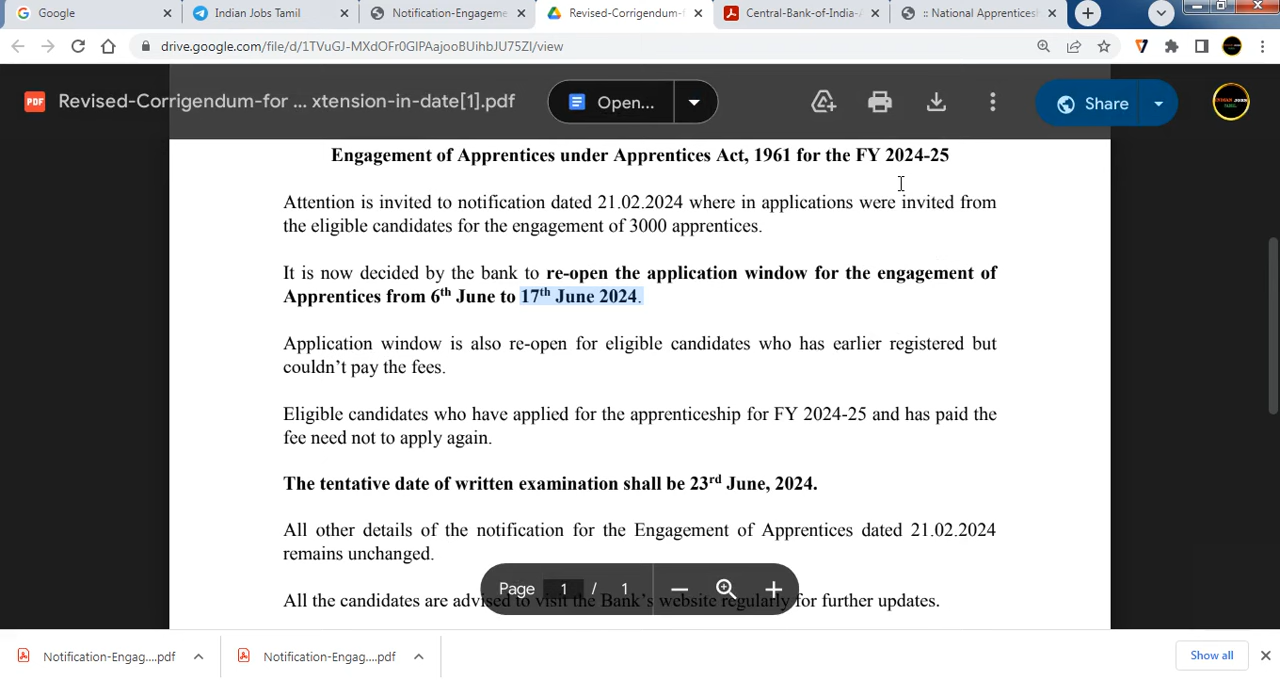 Google
Indian Jobs Tamil
Notification-Engageme
Revised-Corrigendum-f
Central-Bank-of-India-A
:: National Apprentices
drive.google.com/file/d/1TVuGJ-MXdOFr0GlPAajooBUihbJU75ZI/view
PDF
Revised-Corrigendum-for ... xtension-in-date[1].pdf
Open...
Share
Engagement of Apprentices under Apprentices Act, 1961 for the FY 2024-25
Attention is invited to notification dated 21.02.2024 where in applications were invited from
the eligible candidates for the engagement of 3000 apprentices.
It is now decided by the bank to re-open the application window for the engagement of
Apprentices from 6th June to 17th June 2024.
Application window is also re-open for eligible candidates who has earlier registered but
couldn’t pay the fees.
Eligible candidates who have applied for the apprenticeship for FY 2024-25 and has paid the
fee need not to apply again.
The tentative date of written examination shall be 23rd June, 2024.
All other details of the notification for the Engagement of Apprentices dated 21.02.2024
remains unchanged.
Page 1 / 1
All the candidates are advised to visit the Bank’s website regularly for further updates.
Notification-Engag....pdf
Notification-Engag....pdf
Show all